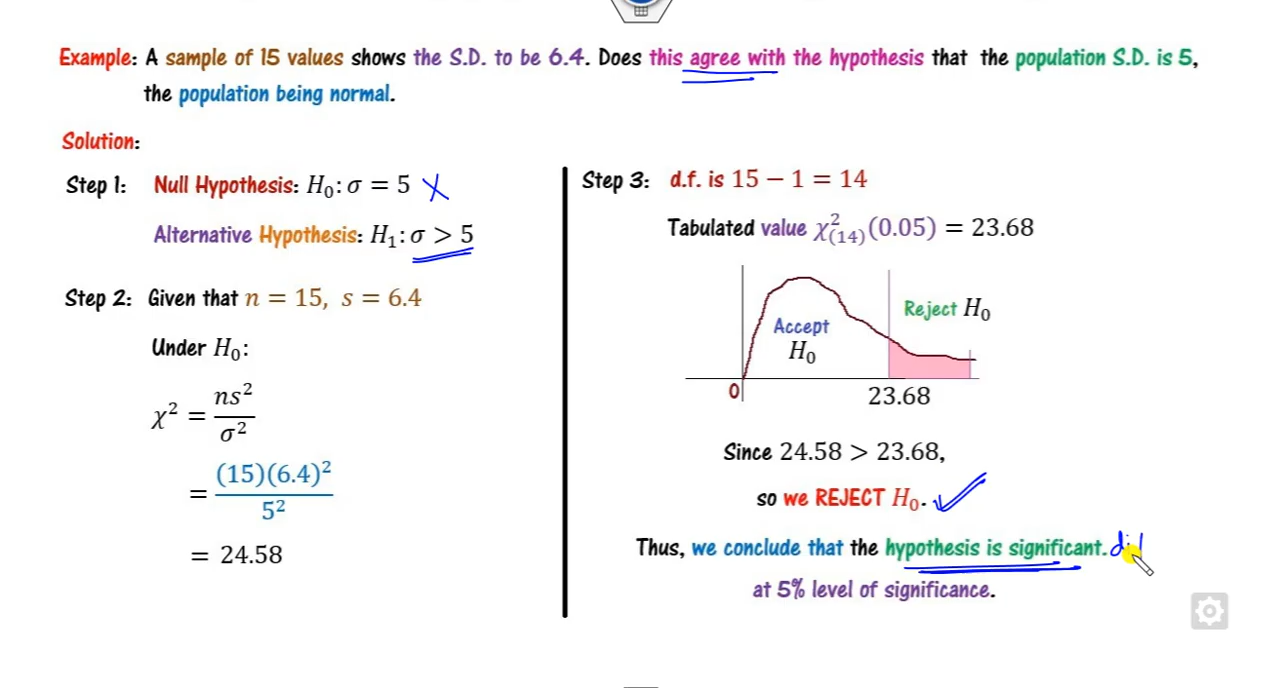 Example: A sample of 15 values shows the S.D. to be 6.4. Does this agree with the hypothesis that the population S.D. is 5,
the population being normal.
Solution:
Step 1: Null Hypothesis: H₀: σ = 5 X
Alternative Hypothesis: H₁: σ > 5
Step 2: Given that n = 15, s = 6.4
Under H₀:
χ² = ns²/σ²
= (15)(6.4)²/5²
= 24.58
Step 3: d.f. is 15 − 1 = 14
Tabulated value χ²₍₁₄₎(0.05) = 23.68
Reject H₀
Accept
H₀
0
23.68
Since 24.58 > 23.68,
so we REJECT H₀.
Thus, we conclude that the hypothesis is significant.
at 5% level of significance.